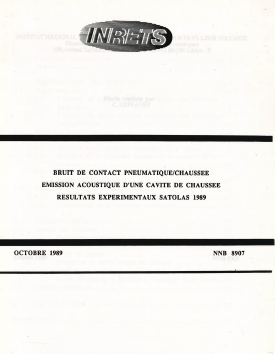 INRETS
BRUIT DE CONTACT PNEUMATIQUE/CHAUSSEE
EMISSION ACOUSTIQUE D'UNE CAVITE DE CHAUSSEE
RESULTATS EXPERIMENTAUX SATOLAS 1989
OCTOBRE 1989 NNB 8907